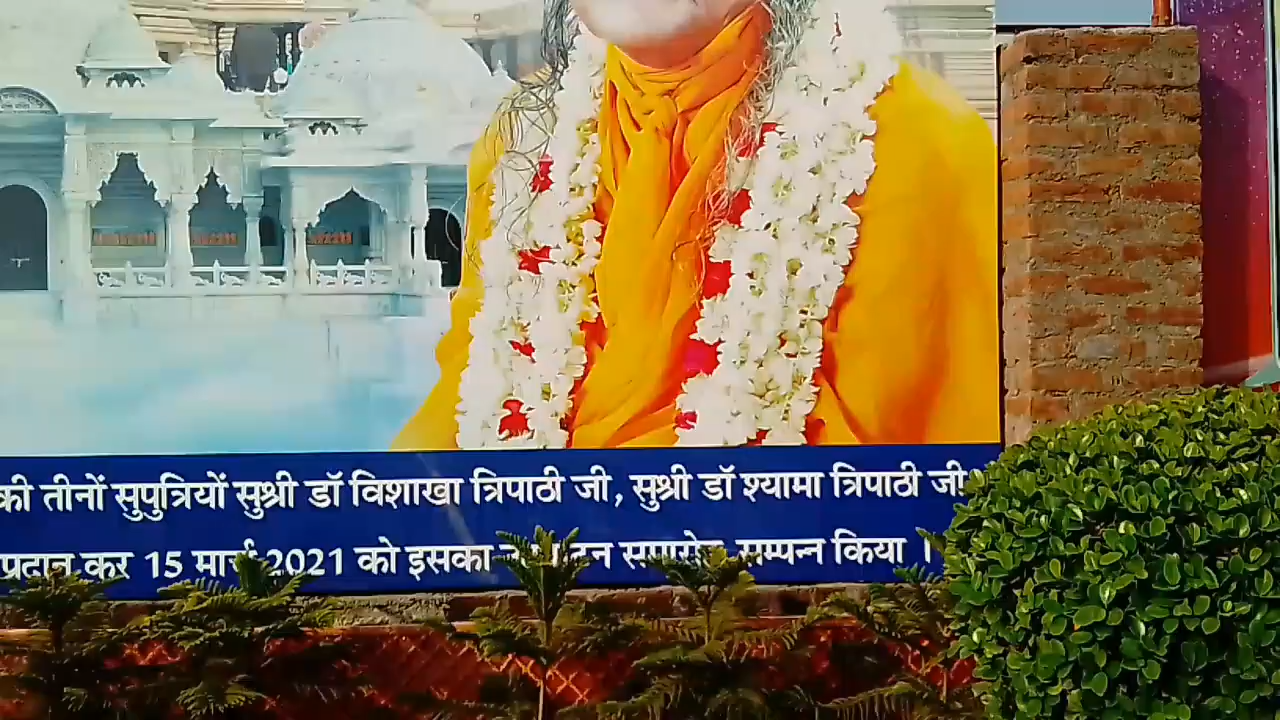 की तीनों सुपुत्रियों सुश्री डॉ विशाखा त्रिपाठी जी, सुश्री डॉ श्यामा त्रिपाठी जी
प्रदान कर 15 मार्च 2021 को इसका सम्पन्न किया ।